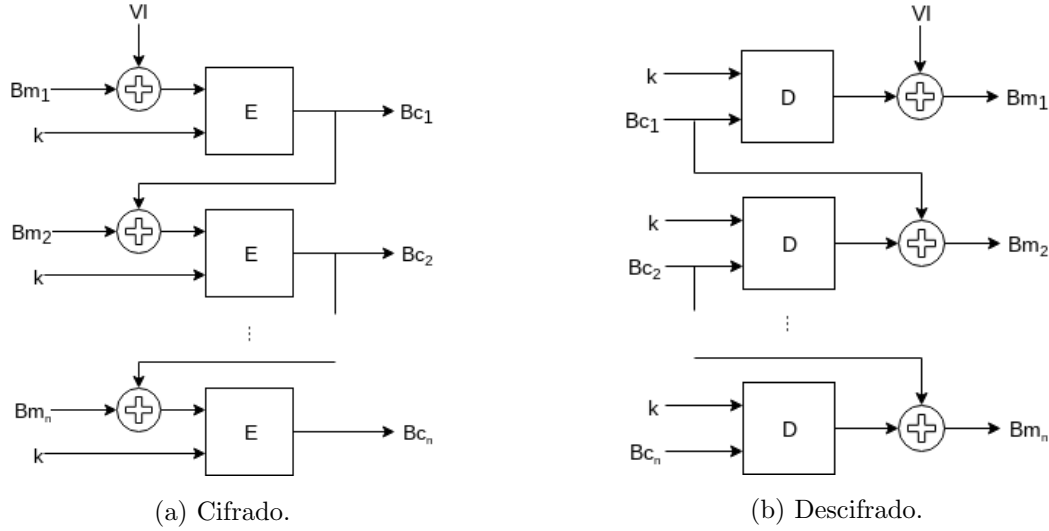 VI
Bm1
k
E
Bc1
Bm2
k
E
Bc2
Bmn
k
E
Bcn
(a) Cifrado.
VI
k
Bc1
D
Bm1
k
Bc2
D
Bm2
k
Bcn
D
Bmn
(b) Descifrado.